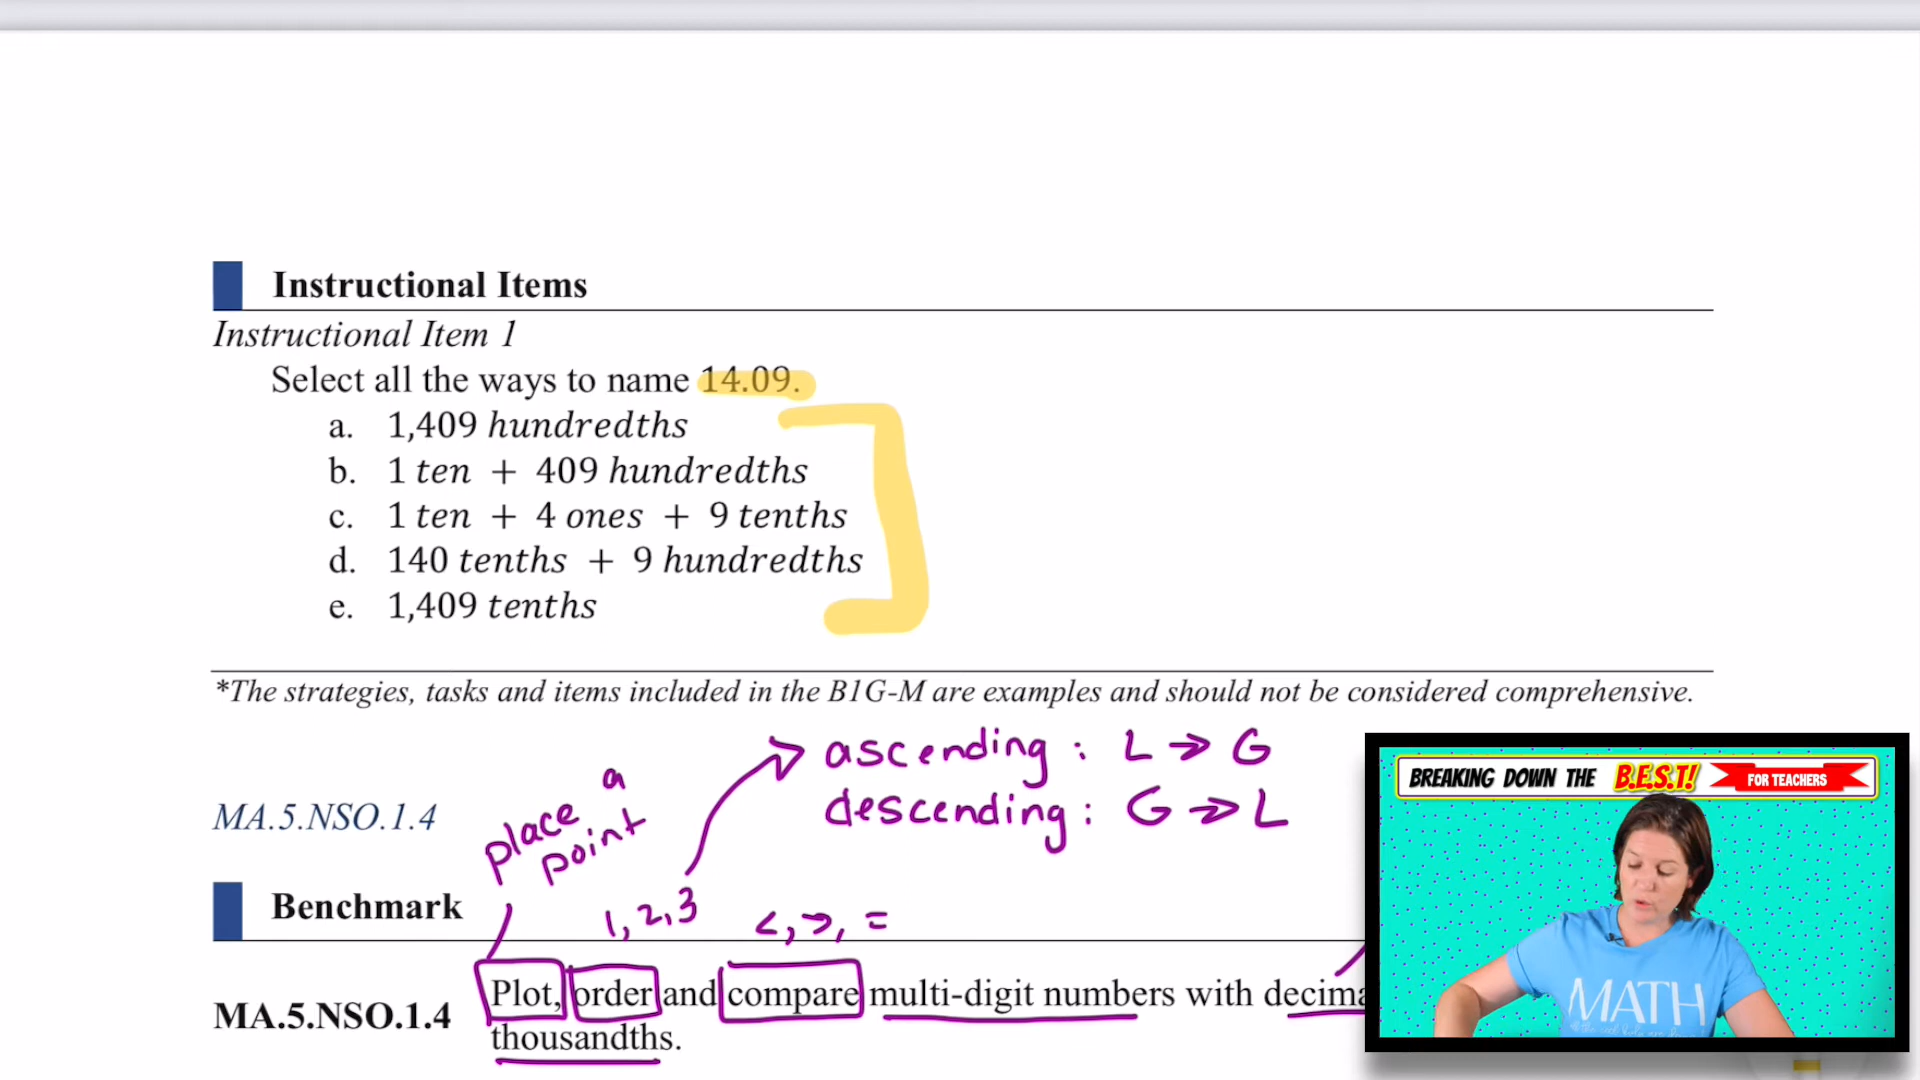 Instructional Items
Instructional Item 1
Select all the ways to name 14.09.
a. 1,409 hundredths
b. 1 ten + 409 hundredths
c. 1 ten + 4 ones + 9 tenths
d. 140 tenths + 9 hundredths
e. 1,409 tenths
*The strategies, tasks and items included in the B1G-M are examples and should not be considered comprehensive.
ascending : L → G
descending : G → L
MA.5.NSO.1.4
place a
point
Benchmark
1, 2, 3
<, >, =
MA.5.NSO.1.4
Plot, order and compare multi-digit numbers with decima
thousandths.
BREAKING DOWN THE B.E.S.T! FOR TEACHERS
MATH